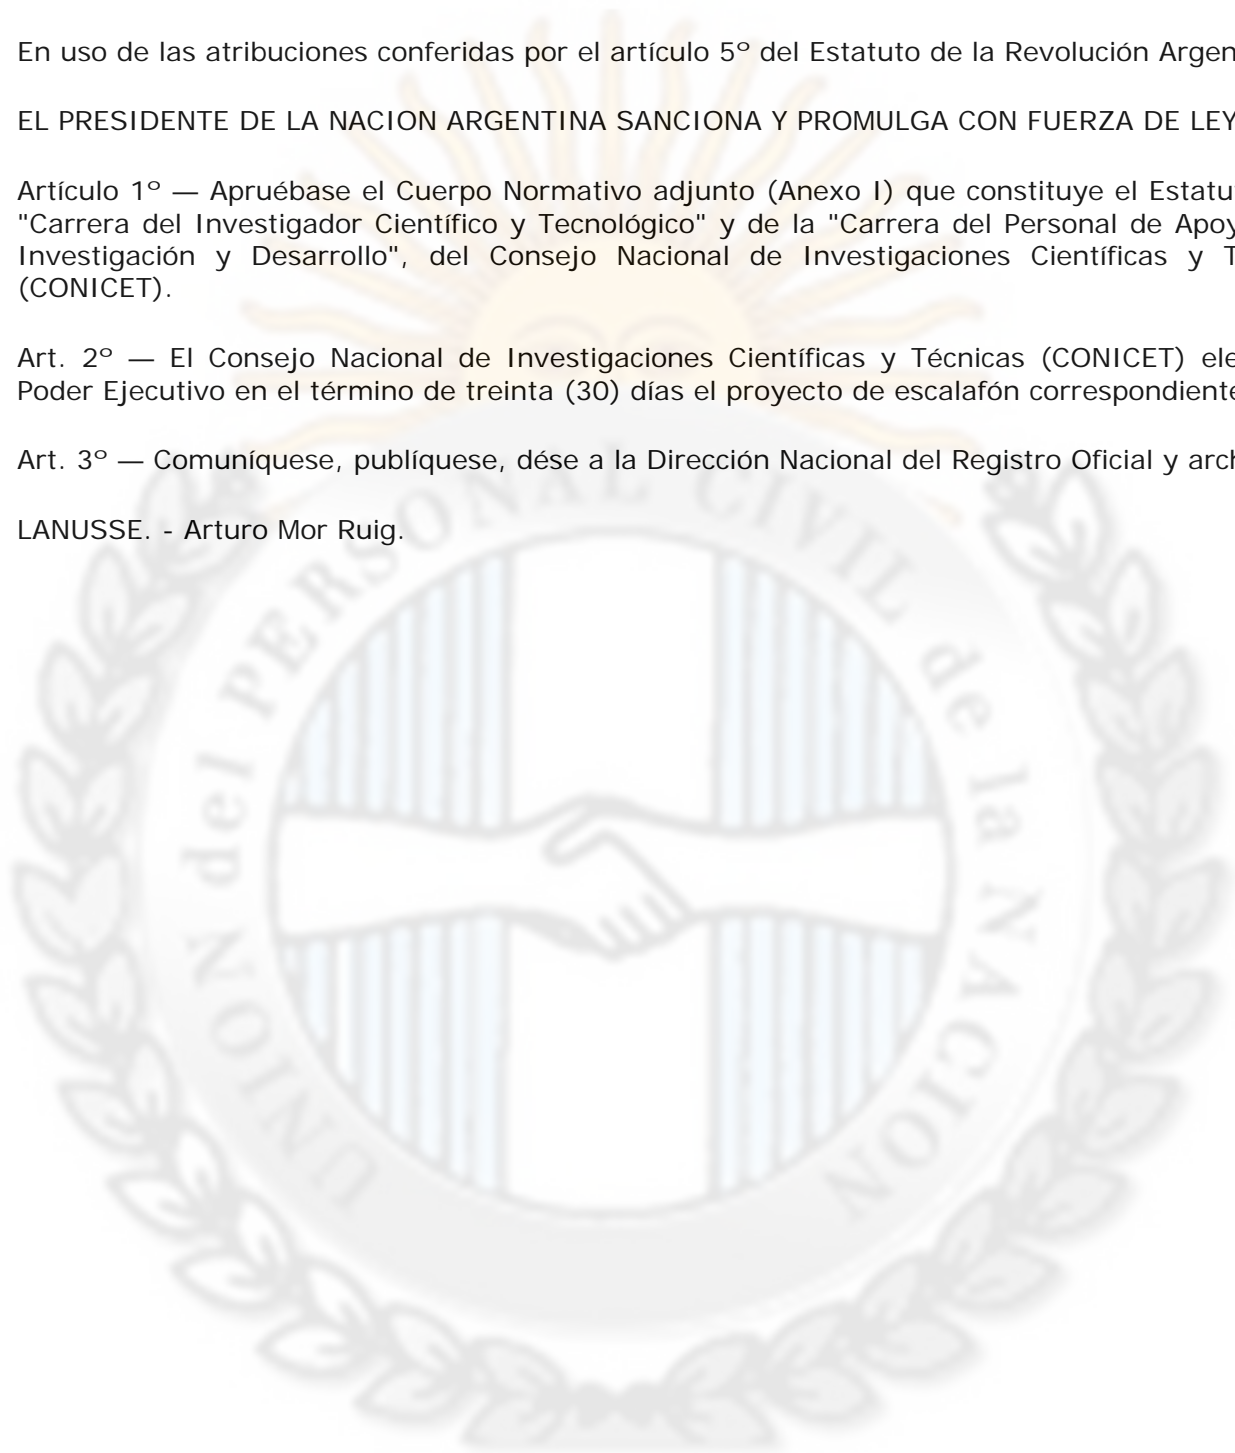 En uso de las atribuciones conferidas por el artículo 5º del Estatuto de la Revolución Argen
EL PRESIDENTE DE LA NACION ARGENTINA SANCIONA Y PROMULGA CON FUERZA DE LEY
Artículo 1º — Apruébase el Cuerpo Normativo adjunto (Anexo I) que constituye el Estatu
"Carrera del Investigador Científico y Tecnológico" y de la "Carrera del Personal de Apoy
Investigación y Desarrollo", del Consejo Nacional de Investigaciones Científicas y T
(CONICET).
Art. 2º — El Consejo Nacional de Investigaciones Científicas y Técnicas (CONICET) ele
Poder Ejecutivo en el término de treinta (30) días el proyecto de escalafón correspondiente
Art. 3º — Comuníquese, publíquese, dése a la Dirección Nacional del Registro Oficial y arch
LANUSSE. - Arturo Mor Ruig.
UNION del PERSONAL CIVIL de la NACION